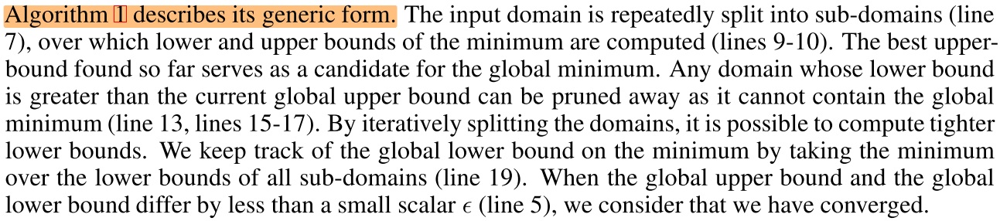 Algorithm 1 describes its generic form. The input domain is repeatedly split into sub-domains (line
7), over which lower and upper bounds of the minimum are computed (lines 9-10). The best upper-
bound found so far serves as a candidate for the global minimum. Any domain whose lower bound
is greater than the current global upper bound can be pruned away as it cannot contain the global
minimum (line 13, lines 15-17). By iteratively splitting the domains, it is possible to compute tighter
lower bounds. We keep track of the global lower bound on the minimum by taking the minimum
over the lower bounds of all sub-domains (line 19). When the global upper bound and the global
lower bound differ by less than a small scalar ϵ (line 5), we consider that we have converged.